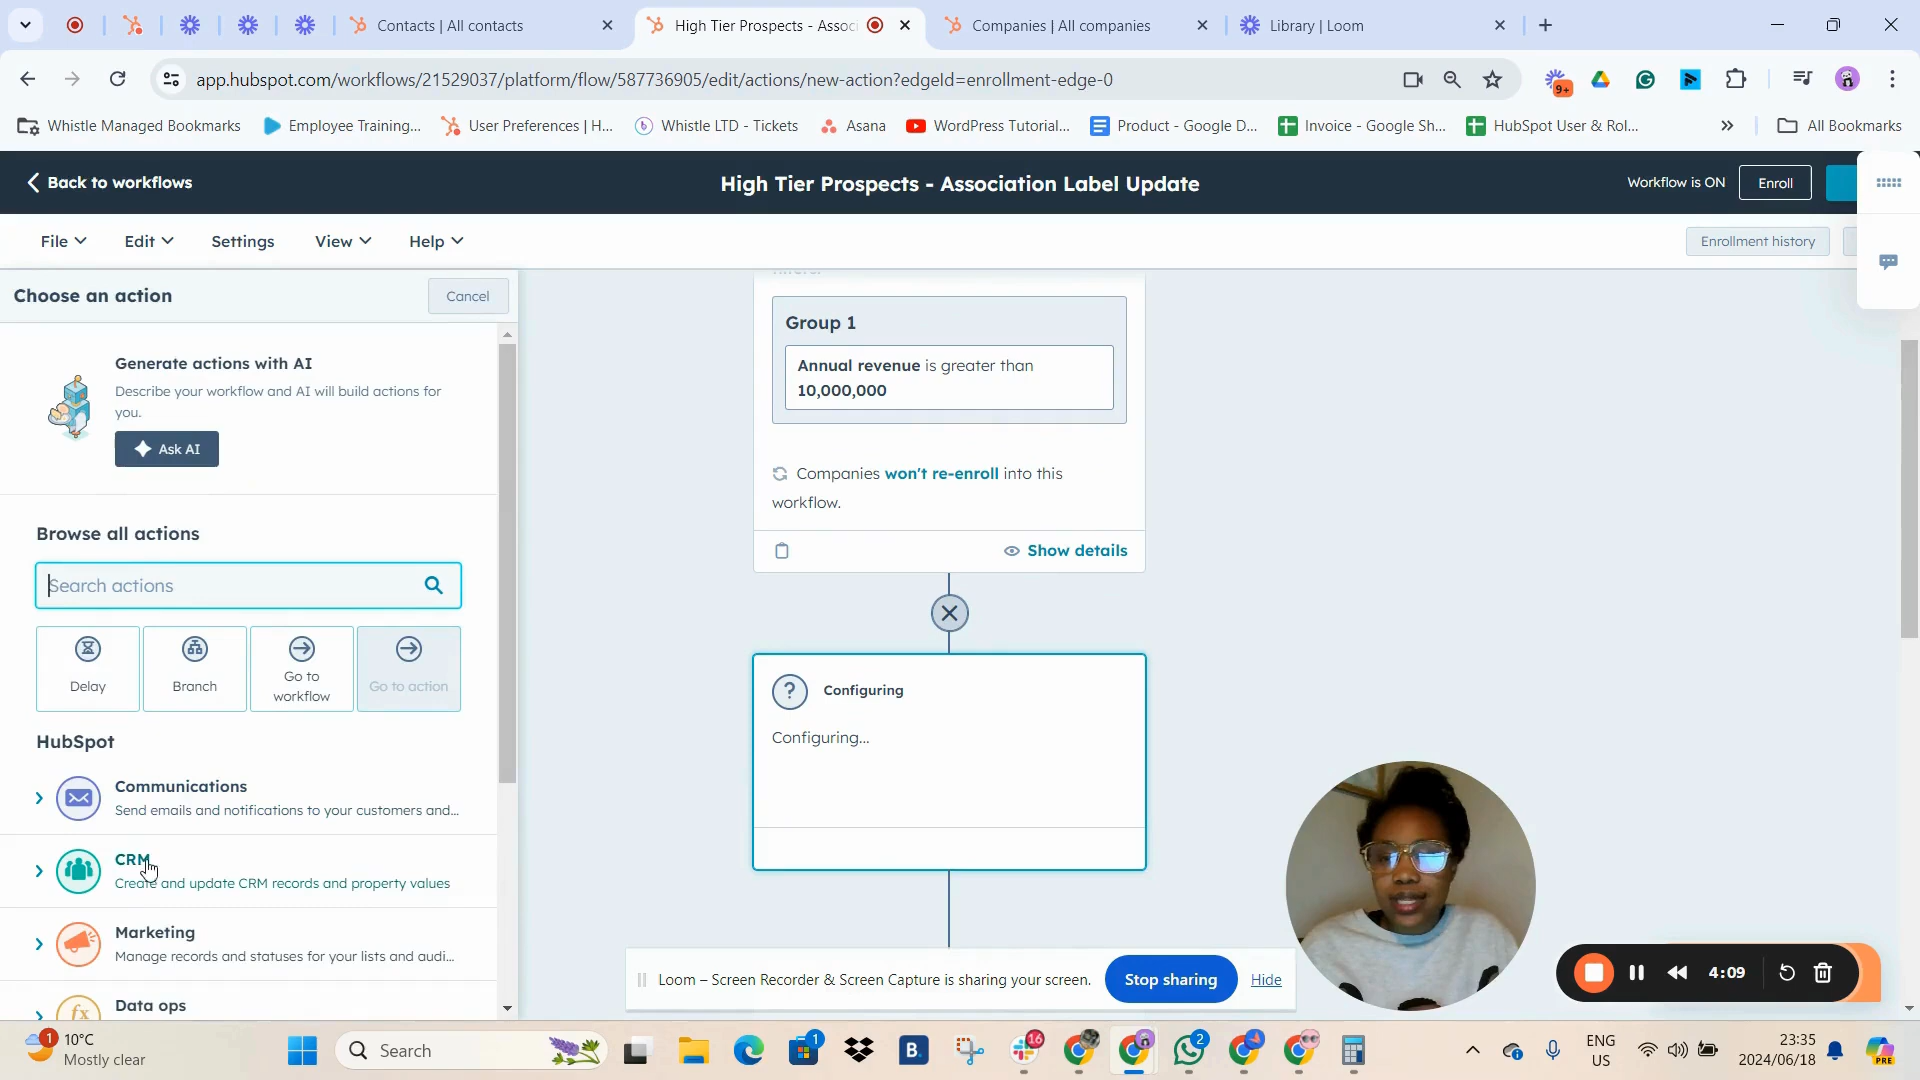 Contacts | All contacts
High Tier Prospects - Assoc
Companies | All companies
Library | Loom
app.hubspot.com/workflows/21529037/platform/flow/587736905/edit/actions/new-action?edgeId=enrollment-edge-0
9+
Whistle Managed Bookmarks
Employee Training...
User Preferences | H...
Whistle LTD - Tickets
Asana
WordPress Tutorial...
Product - Google D...
Invoice - Google Sh...
HubSpot User & Rol...
All Bookmarks
Back to workflows
High Tier Prospects - Association Label Update
Workflow is ON
Enroll
File
Edit
Settings
View
Help
Enrollment history
Choose an action
Cancel
Generate actions with AI
Describe your workflow and AI will build actions for
you.
Ask AI
Browse all actions
Search actions
Delay
Branch
Go to
workflow
Go to action
HubSpot
Communications
Send emails and notifications to your customers and...
CRM
Create and update CRM records and property values
Marketing
Manage records and statuses for your lists and audi...
fx
Data ops
Group 1
Annual revenue is greater than
10,000,000
Companies won't re-enroll into this
workflow.
Show details
Configuring
Configuring...
Loom – Screen Recorder & Screen Capture is sharing your screen.
Stop sharing
Hide
4:09
1
10°C
Mostly clear
Search
1
B.
16
2
ENG
US
23:35
2024/06/18
PRE